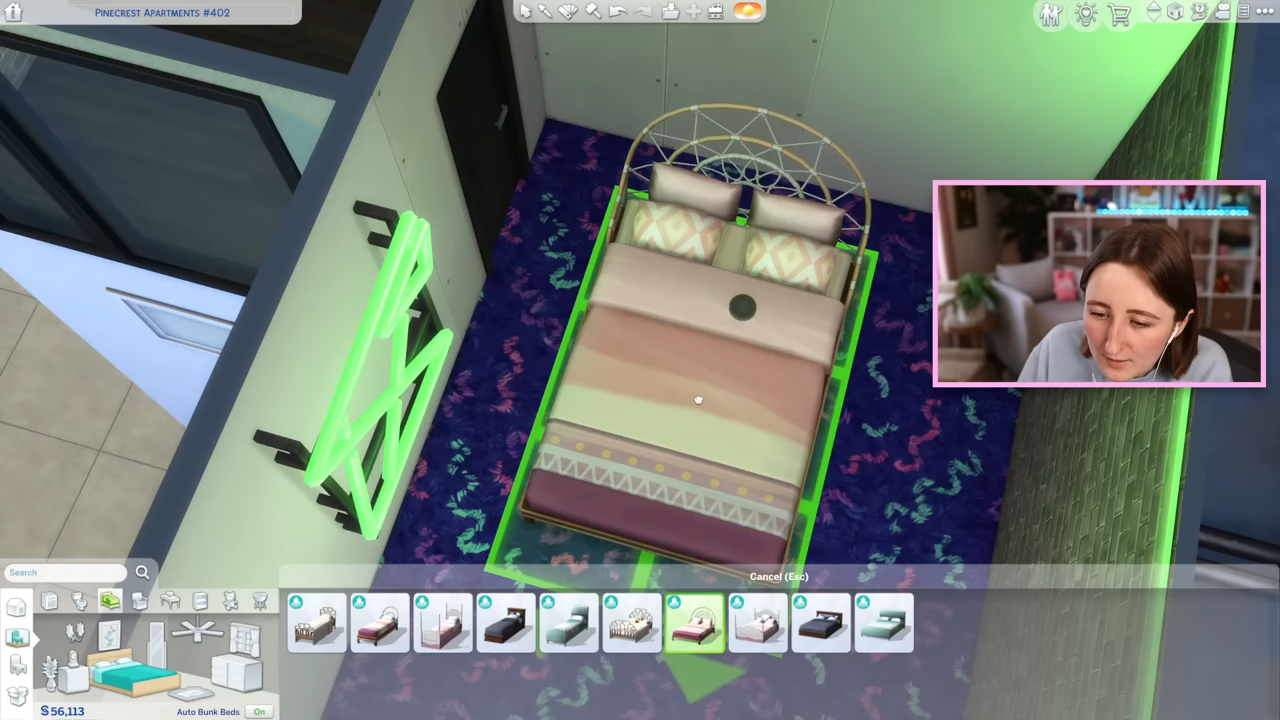 PINECREST APARTMENTS #402
Cancel (Esc)
Search
$56,113
Auto Bunk Beds On